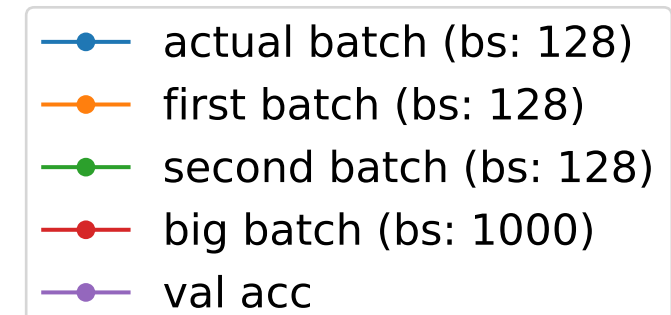 actual batch (bs: 128)
first batch (bs: 128)
second batch (bs: 128)
big batch (bs: 1000)
val acc